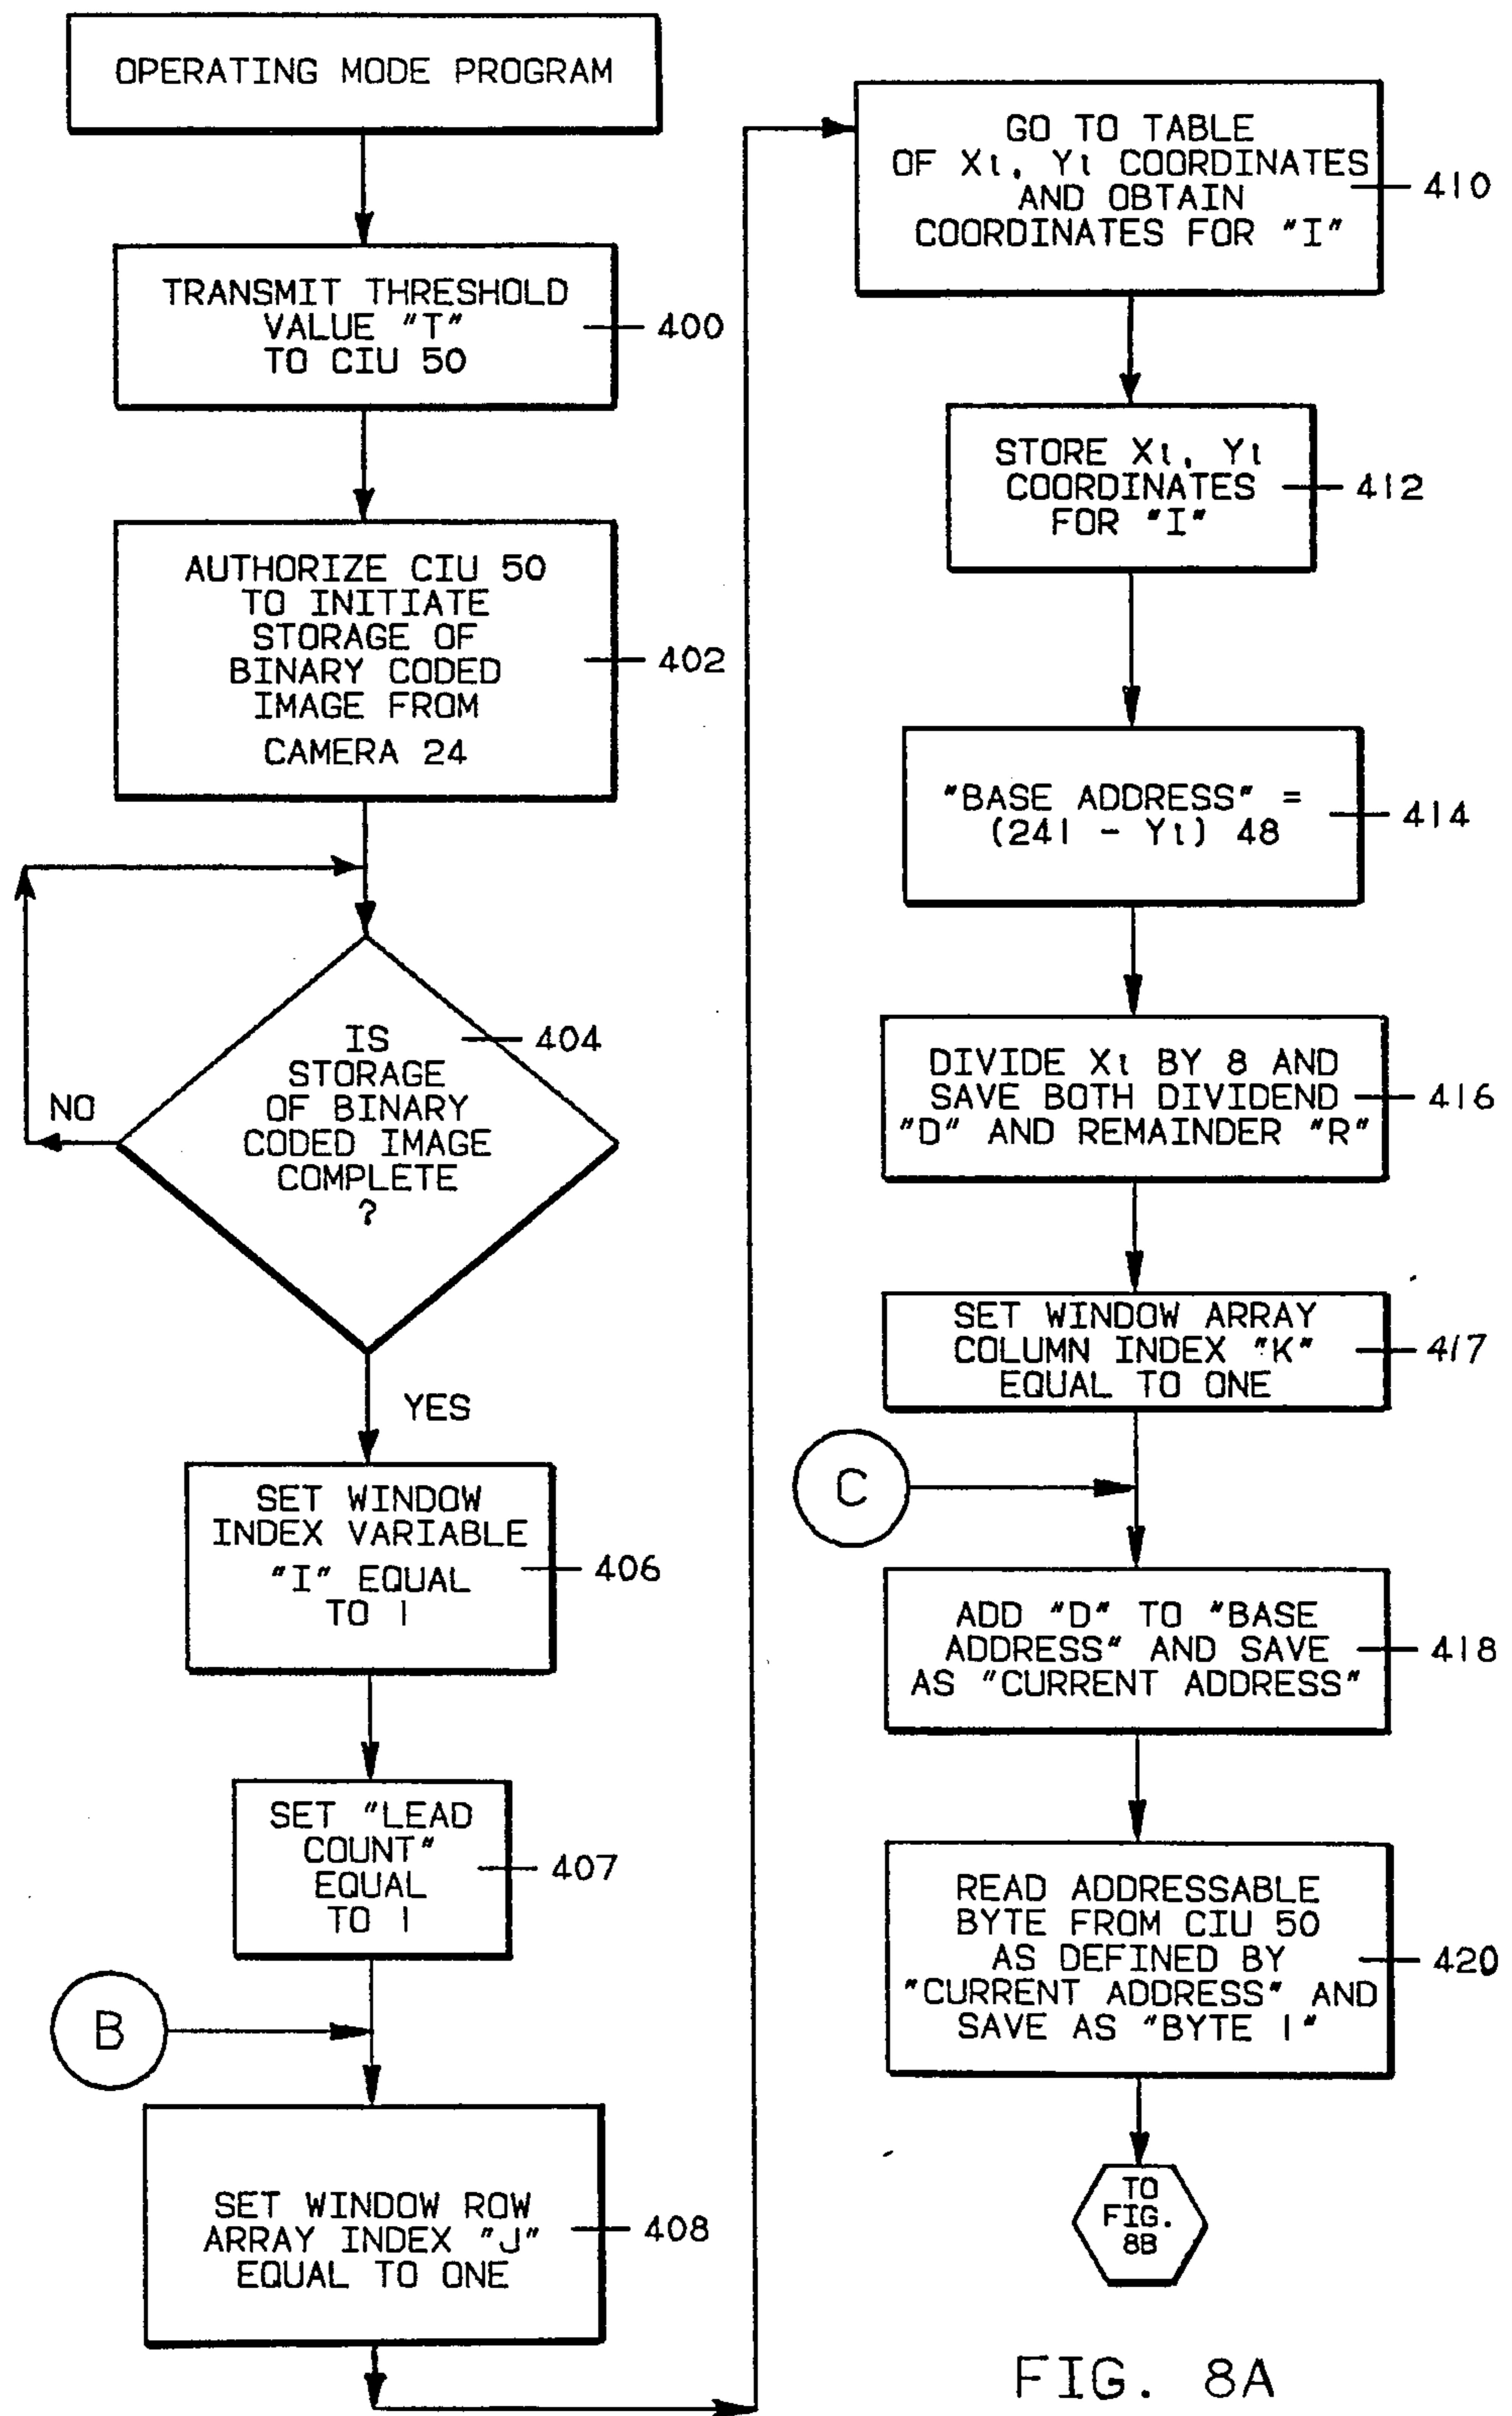 OPERATING MODE PROGRAM
TRANSMIT THRESHOLD
VALUE "T"
TO CIU 50
400
AUTHORIZE CIU 50
TO INITIATE
STORAGE OF
BINARY CODED
IMAGE FROM
CAMERA 24
402
IS
STORAGE
OF BINARY
CODED IMAGE
COMPLETE
?
404
NO
YES
SET WINDOW
INDEX VARIABLE
"I" EQUAL
TO 1
406
SET "LEAD
COUNT"
EQUAL
TO 1
407
B
SET WINDOW ROW
ARRAY INDEX "J"
EQUAL TO ONE
408
GO TO TABLE
OF Xi, Yi COORDINATES
AND OBTAIN
COORDINATES FOR "I"
410
STORE Xi, Yi
COORDINATES
FOR "I"
412
"BASE ADDRESS" =
(241 - Yi) 48
414
DIVIDE Xi BY 8 AND
SAVE BOTH DIVIDEND
"D" AND REMAINDER "R"
416
SET WINDOW ARRAY
COLUMN INDEX "K"
EQUAL TO ONE
417
C
ADD "D" TO "BASE
ADDRESS" AND SAVE
AS "CURRENT ADDRESS"
418
READ ADDRESSABLE
BYTE FROM CIU 50
AS DEFINED BY
"CURRENT ADDRESS" AND
SAVE AS "BYTE 1"
420
TO
FIG.
8B
FIG. 8A